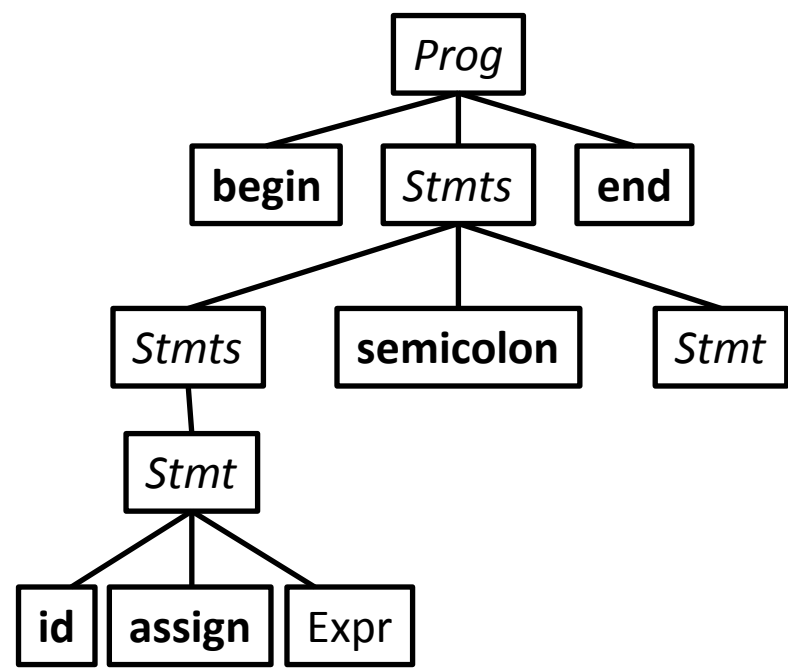 Prog
begin Stmts end
Stmts semicolon Stmt
Stmt
id assign Expr